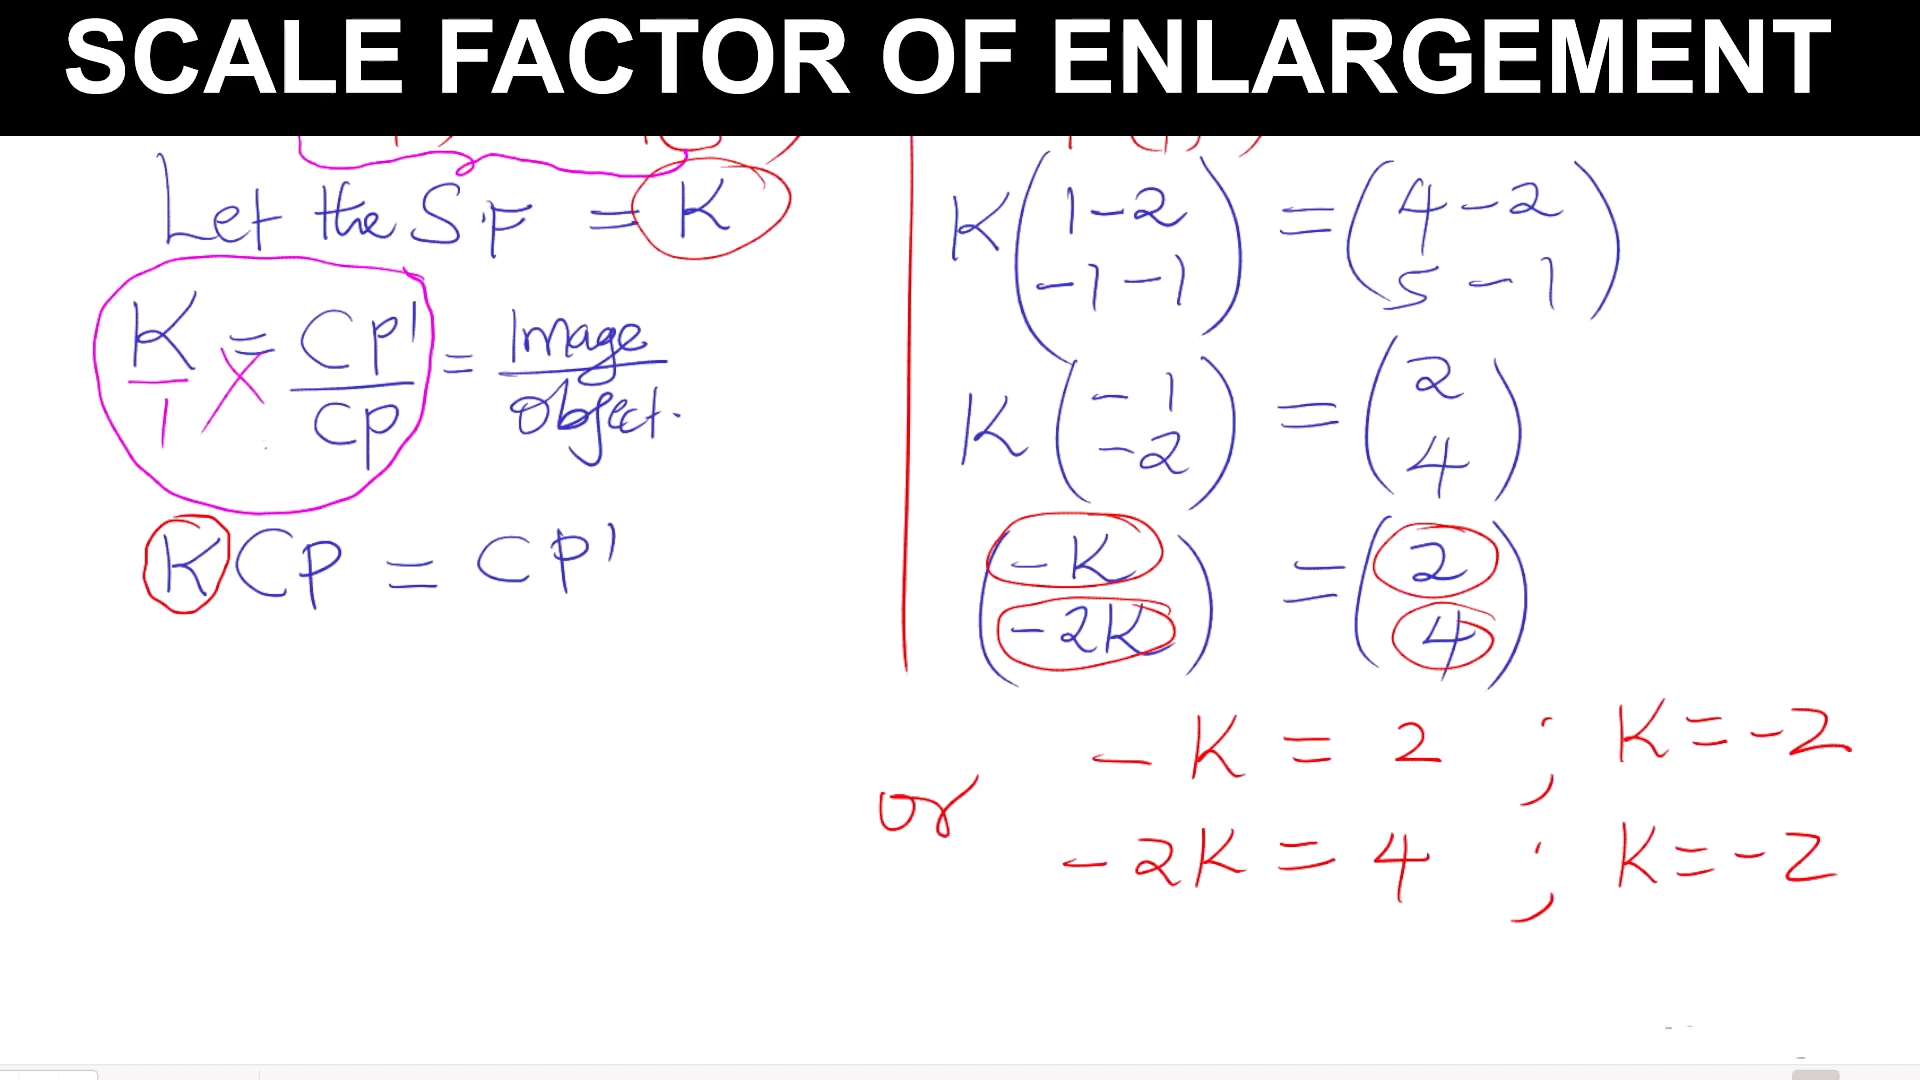 SCALE FACTOR OF ENLARGEMENT
Let the S.F = K
K/1 = CP'/CP = Image/Object.
KCP = CP'
K(1-2
-1-1) = (4-2
5-1)
K(-1
-2) = (2
4)
(-K
-2K) = (2
4)
-K = 2 ; K=-2
or
-2K = 4 ; K=-2